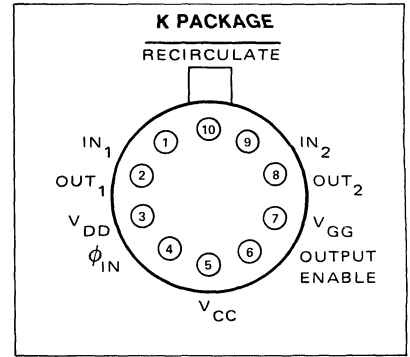 K PACKAGE
RECIRCULATE
10
IN1 1 9 IN2
OUT1 2 8 OUT2
VDD 3 7 VGG
ϕIN 4 6 OUTPUT
ENABLE
5
VCC